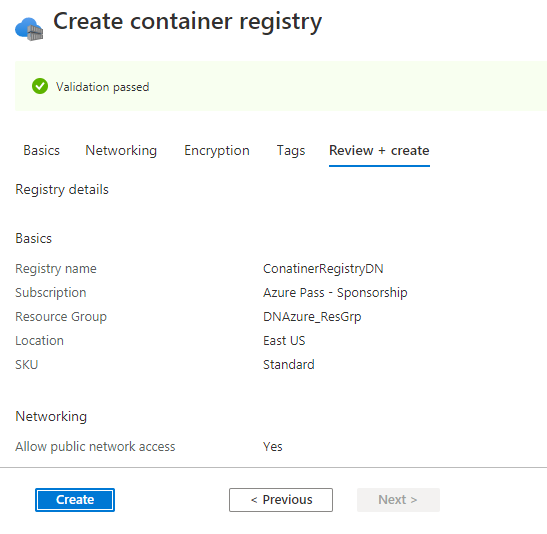 Create container registry
Validation passed
Basics Networking Encryption Tags Review + create
Registry details
Basics
Registry name ConatinerRegistryDN
Subscription Azure Pass - Sponsorship
Resource Group DNAzure_ResGrp
Location East US
SKU Standard
Networking
Allow public network access Yes
Create < Previous Next >